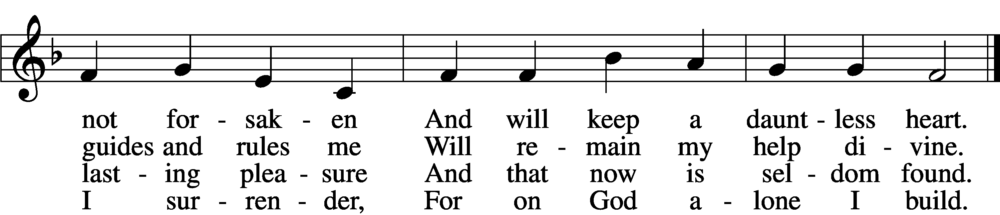 not for - sak - en And will keep a daunt - less heart.
guides and rules me Will re - main my help di - vine.
last - ing plea - sure And that now is sel - dom found.
I sur - ren - der, For on God a - lone I build.